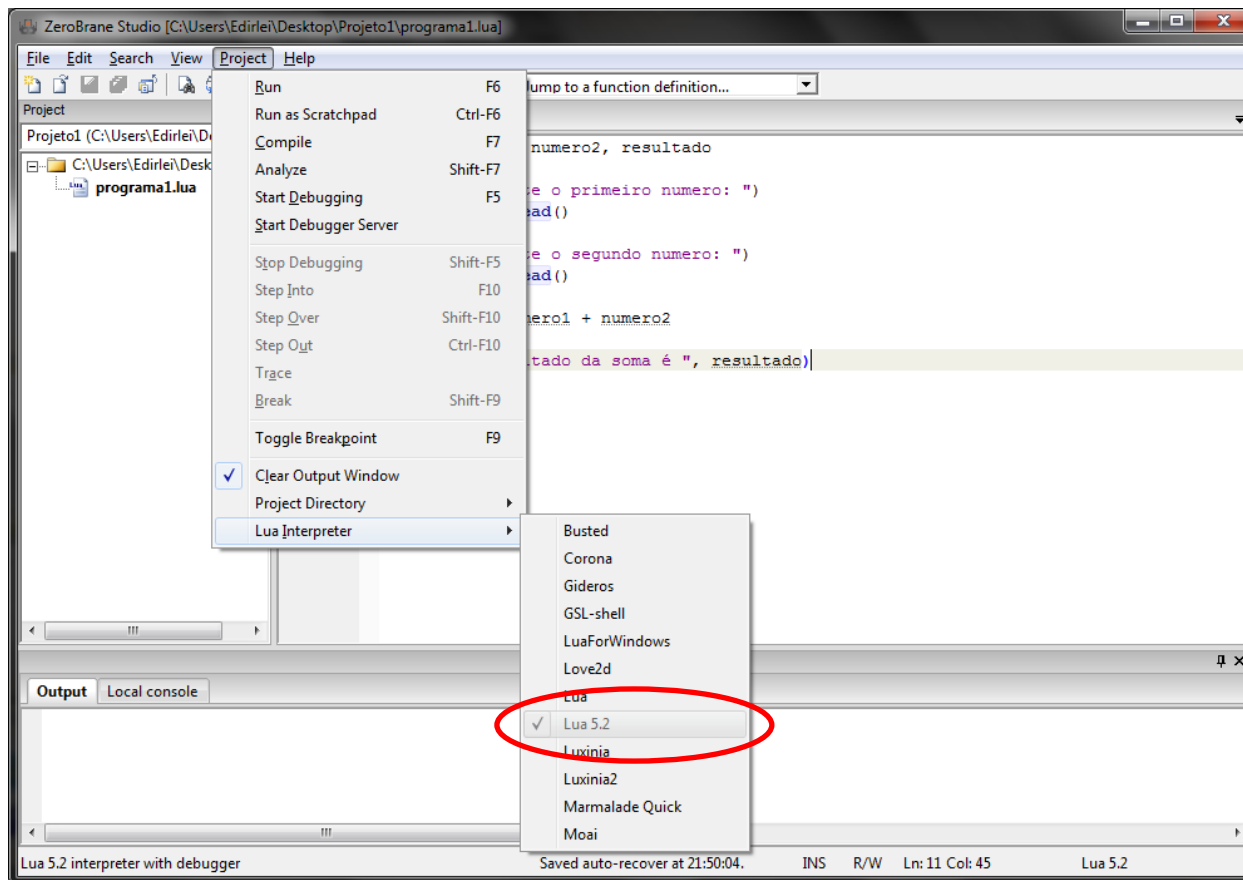 ZeroBrane Studio [C:\Users\Edirlei\Desktop\Projeto1\programa1.lua]
File Edit Search View Project Help
Jump to a function definition...
Project
Projeto1 (C:\Users\Edirlei\D
C:\Users\Edirlei\Desk
programa1.lua
Run F6
Run as Scratchpad Ctrl-F6
Compile F7
Analyze Shift-F7
Start Debugging F5
Start Debugger Server
Stop Debugging Shift-F5
Step Into F10
Step Over Shift-F10
Step Out Ctrl-F10
Trace
Break Shift-F9
Toggle Breakpoint F9
Clear Output Window
Project Directory
Lua Interpreter
numero2, resultado
te o primeiro numero: ")
ead()
te o segundo numero: ")
ead()
mero1 + numero2
tado da soma é ", resultado)
Busted
Corona
Gideros
GSL-shell
LuaForWindows
Love2d
Lua
Lua 5.2
Luxinia
Luxinia2
Marmalade Quick
Moai
Output Local console
Lua 5.2 interpreter with debugger Saved auto-recover at 21:50:04. INS R/W Ln: 11 Col: 45 Lua 5.2